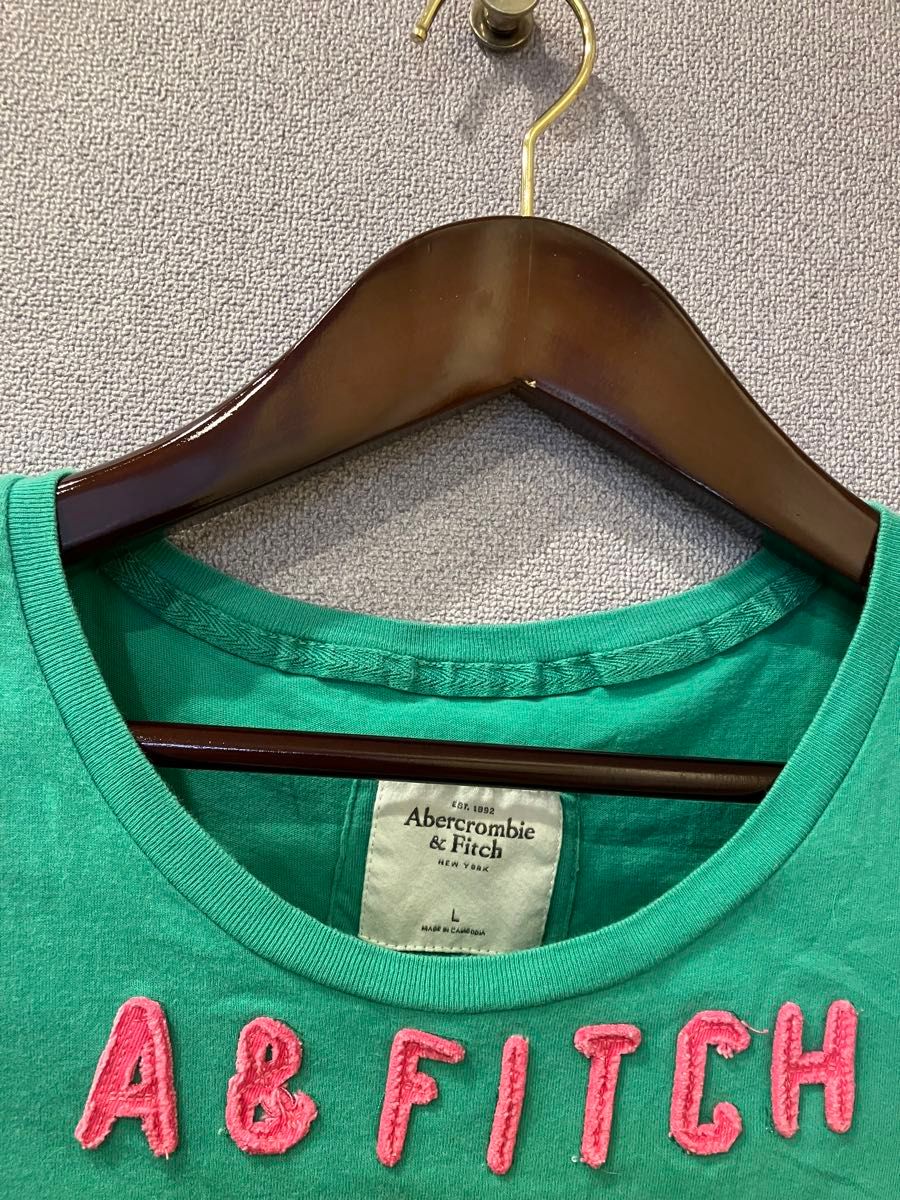 EST. 1892
Abercrombie
& Fitch
NEW YORK
L
MADE IN CAMBODIA
A&FITCH